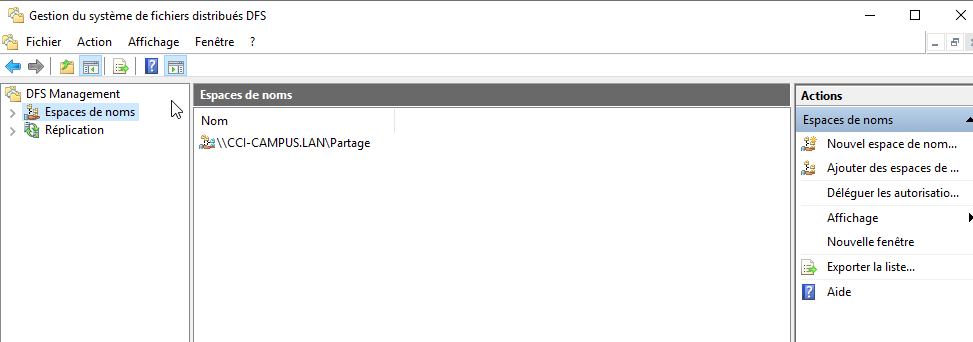 Gestion du système de fichiers distribués DFS
Fichier Action Affichage Fenêtre ?
DFS Management
Espaces de noms
Réplication
Espaces de noms
Nom
\\CCI-CAMPUS.LAN\Partage
Actions
Espaces de noms
Nouvel espace de nom...
Ajouter des espaces de ...
Déléguer les autorisatio...
Affichage
Nouvelle fenêtre
Exporter la liste...
Aide